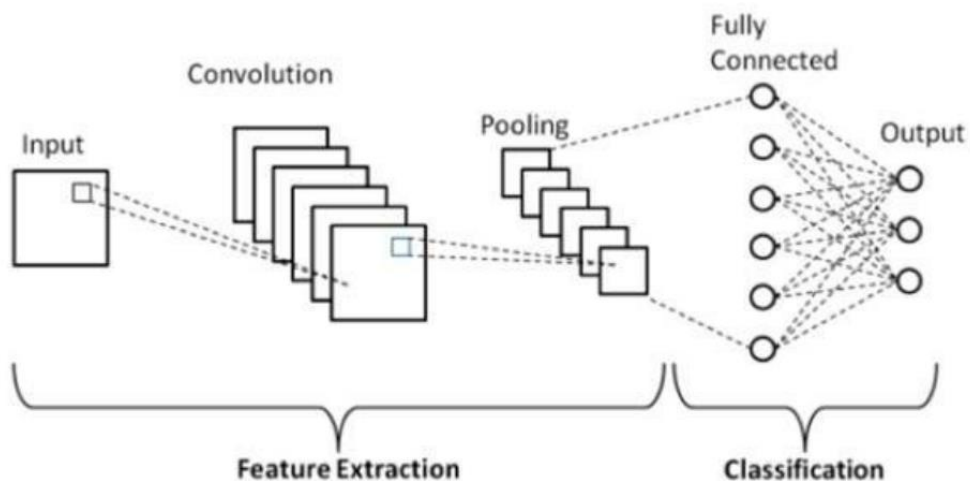 Input
Convolution
Pooling
Fully
Connected
Output
Feature Extraction
Classification